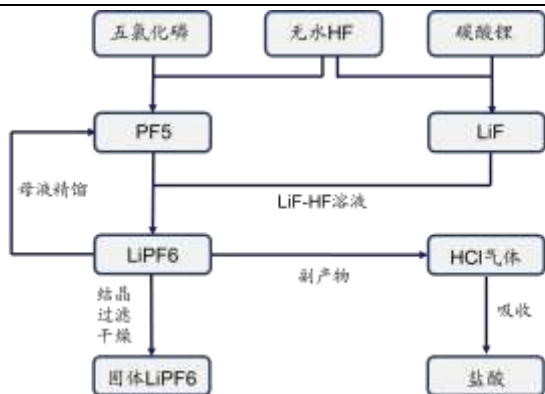 五氯化磷
无水HF
碳酸锂
PF5
LiF
母液精馏
LiF-HF溶液
LiPF6
HCl气体
副产物
结晶
过滤
干燥
吸收
固体LiPF6
盐酸